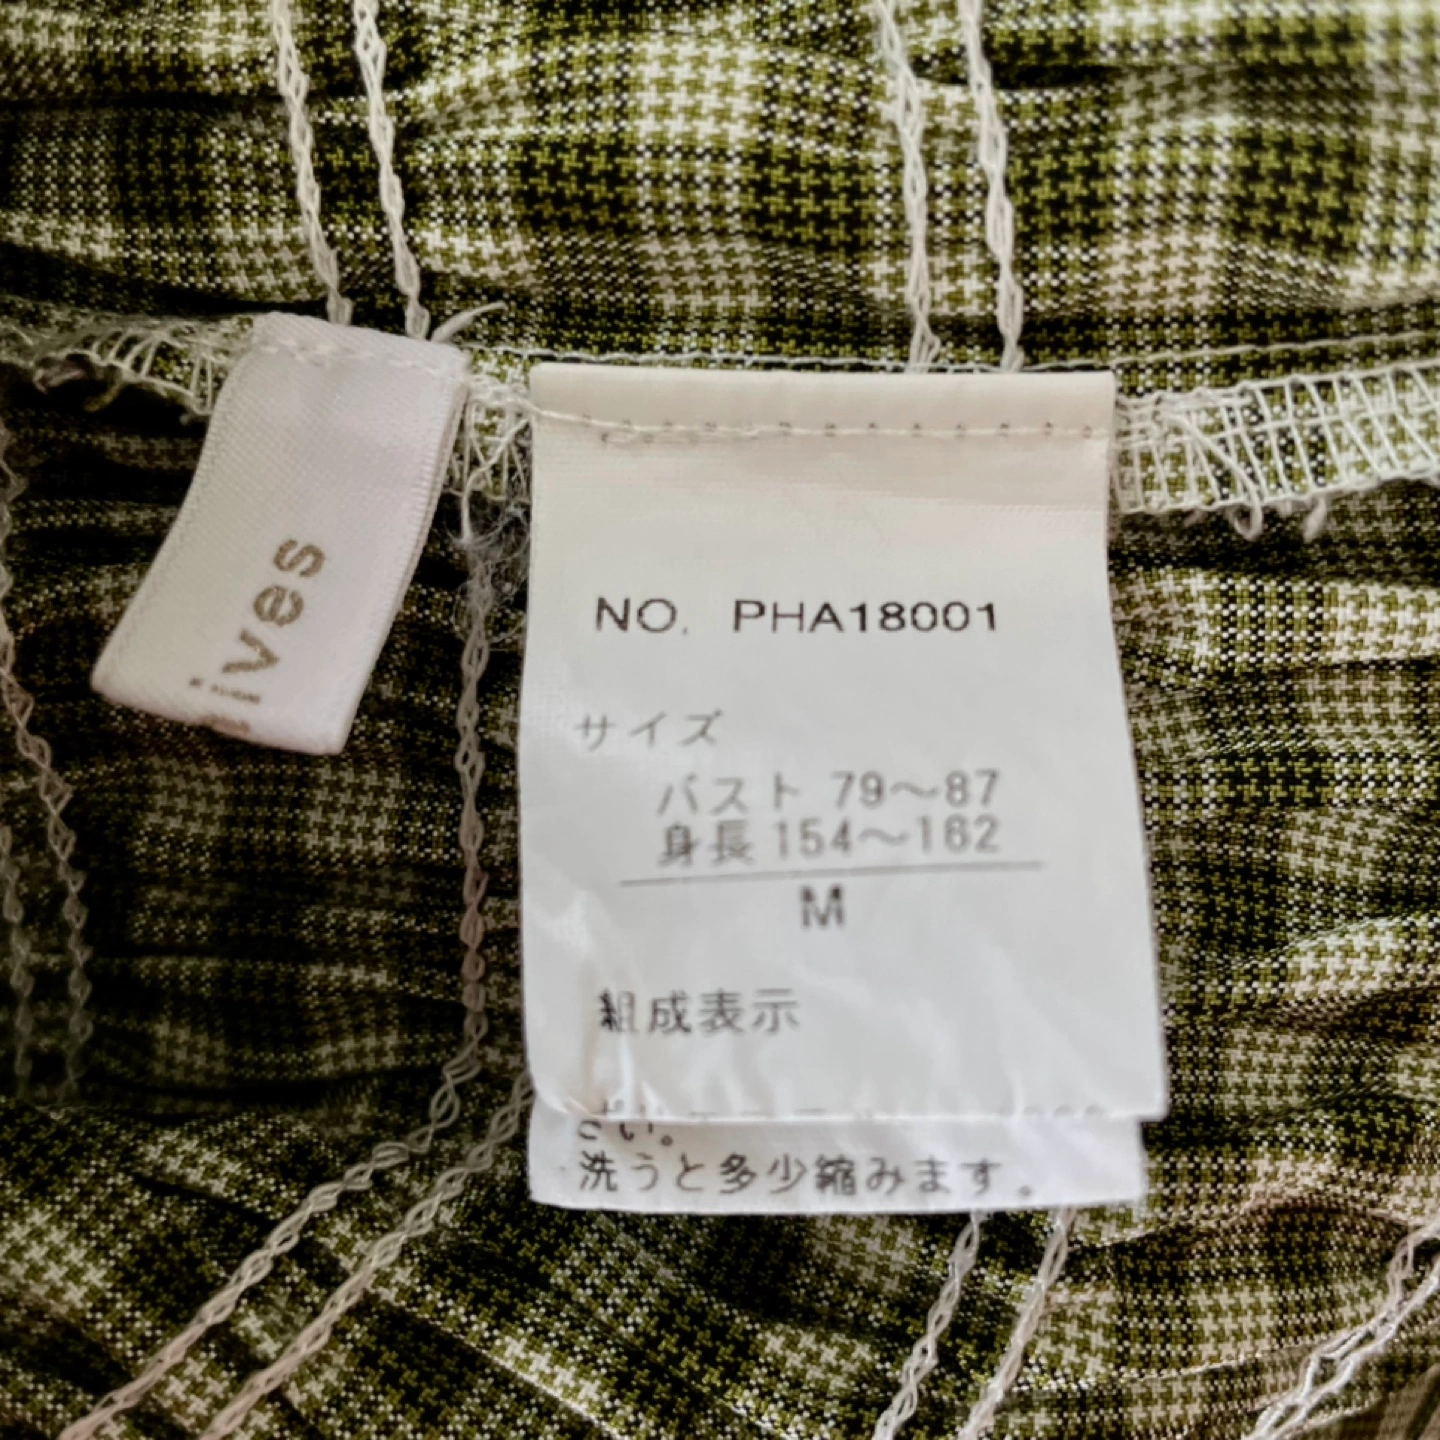 ives
NO. PHA18001
サイズ
バスト 79～87
身長 154～162
M
組成表示
さい。
洗うと多少縮みます。